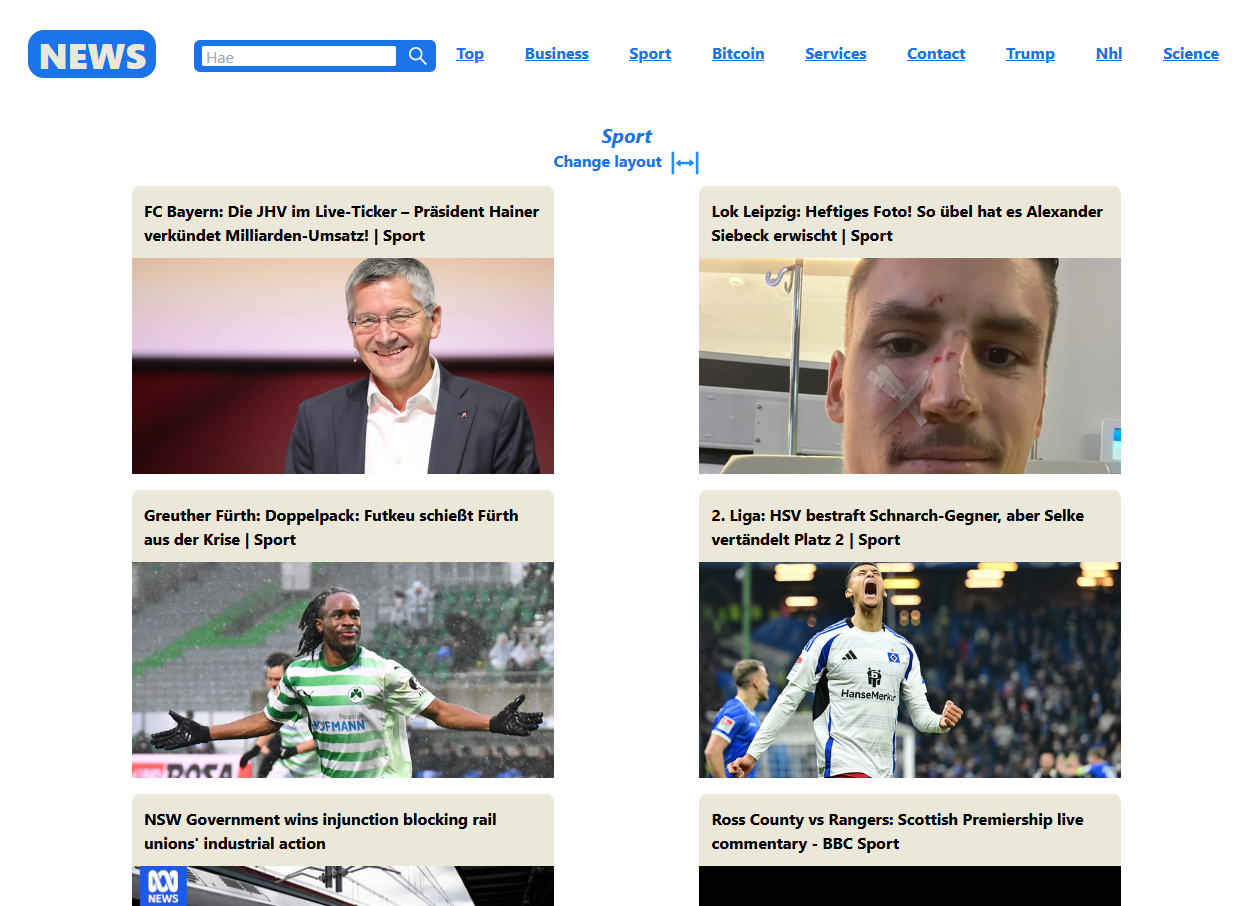 NEWS
Hae
Top Business Sport Bitcoin Services Contact Trump Nhl Science
Sport
Change layout
FC Bayern: Die JHV im Live-Ticker – Präsident Hainer
verkündet Milliarden-Umsatz! | Sport
Lok Leipzig: Heftiges Foto! So übel hat es Alexander
Siebeck erwischt | Sport
Greuther Fürth: Doppelpack: Futkeu schießt Fürth
aus der Krise | Sport
HOFMANN
ROSA
2. Liga: HSV bestraft Schnarch-Gegner, aber Selke
vertändelt Platz 2 | Sport
HanseMerkur
NSW Government wins injunction blocking rail
unions' industrial action
NEWS
Ross County vs Rangers: Scottish Premiership live
commentary - BBC Sport